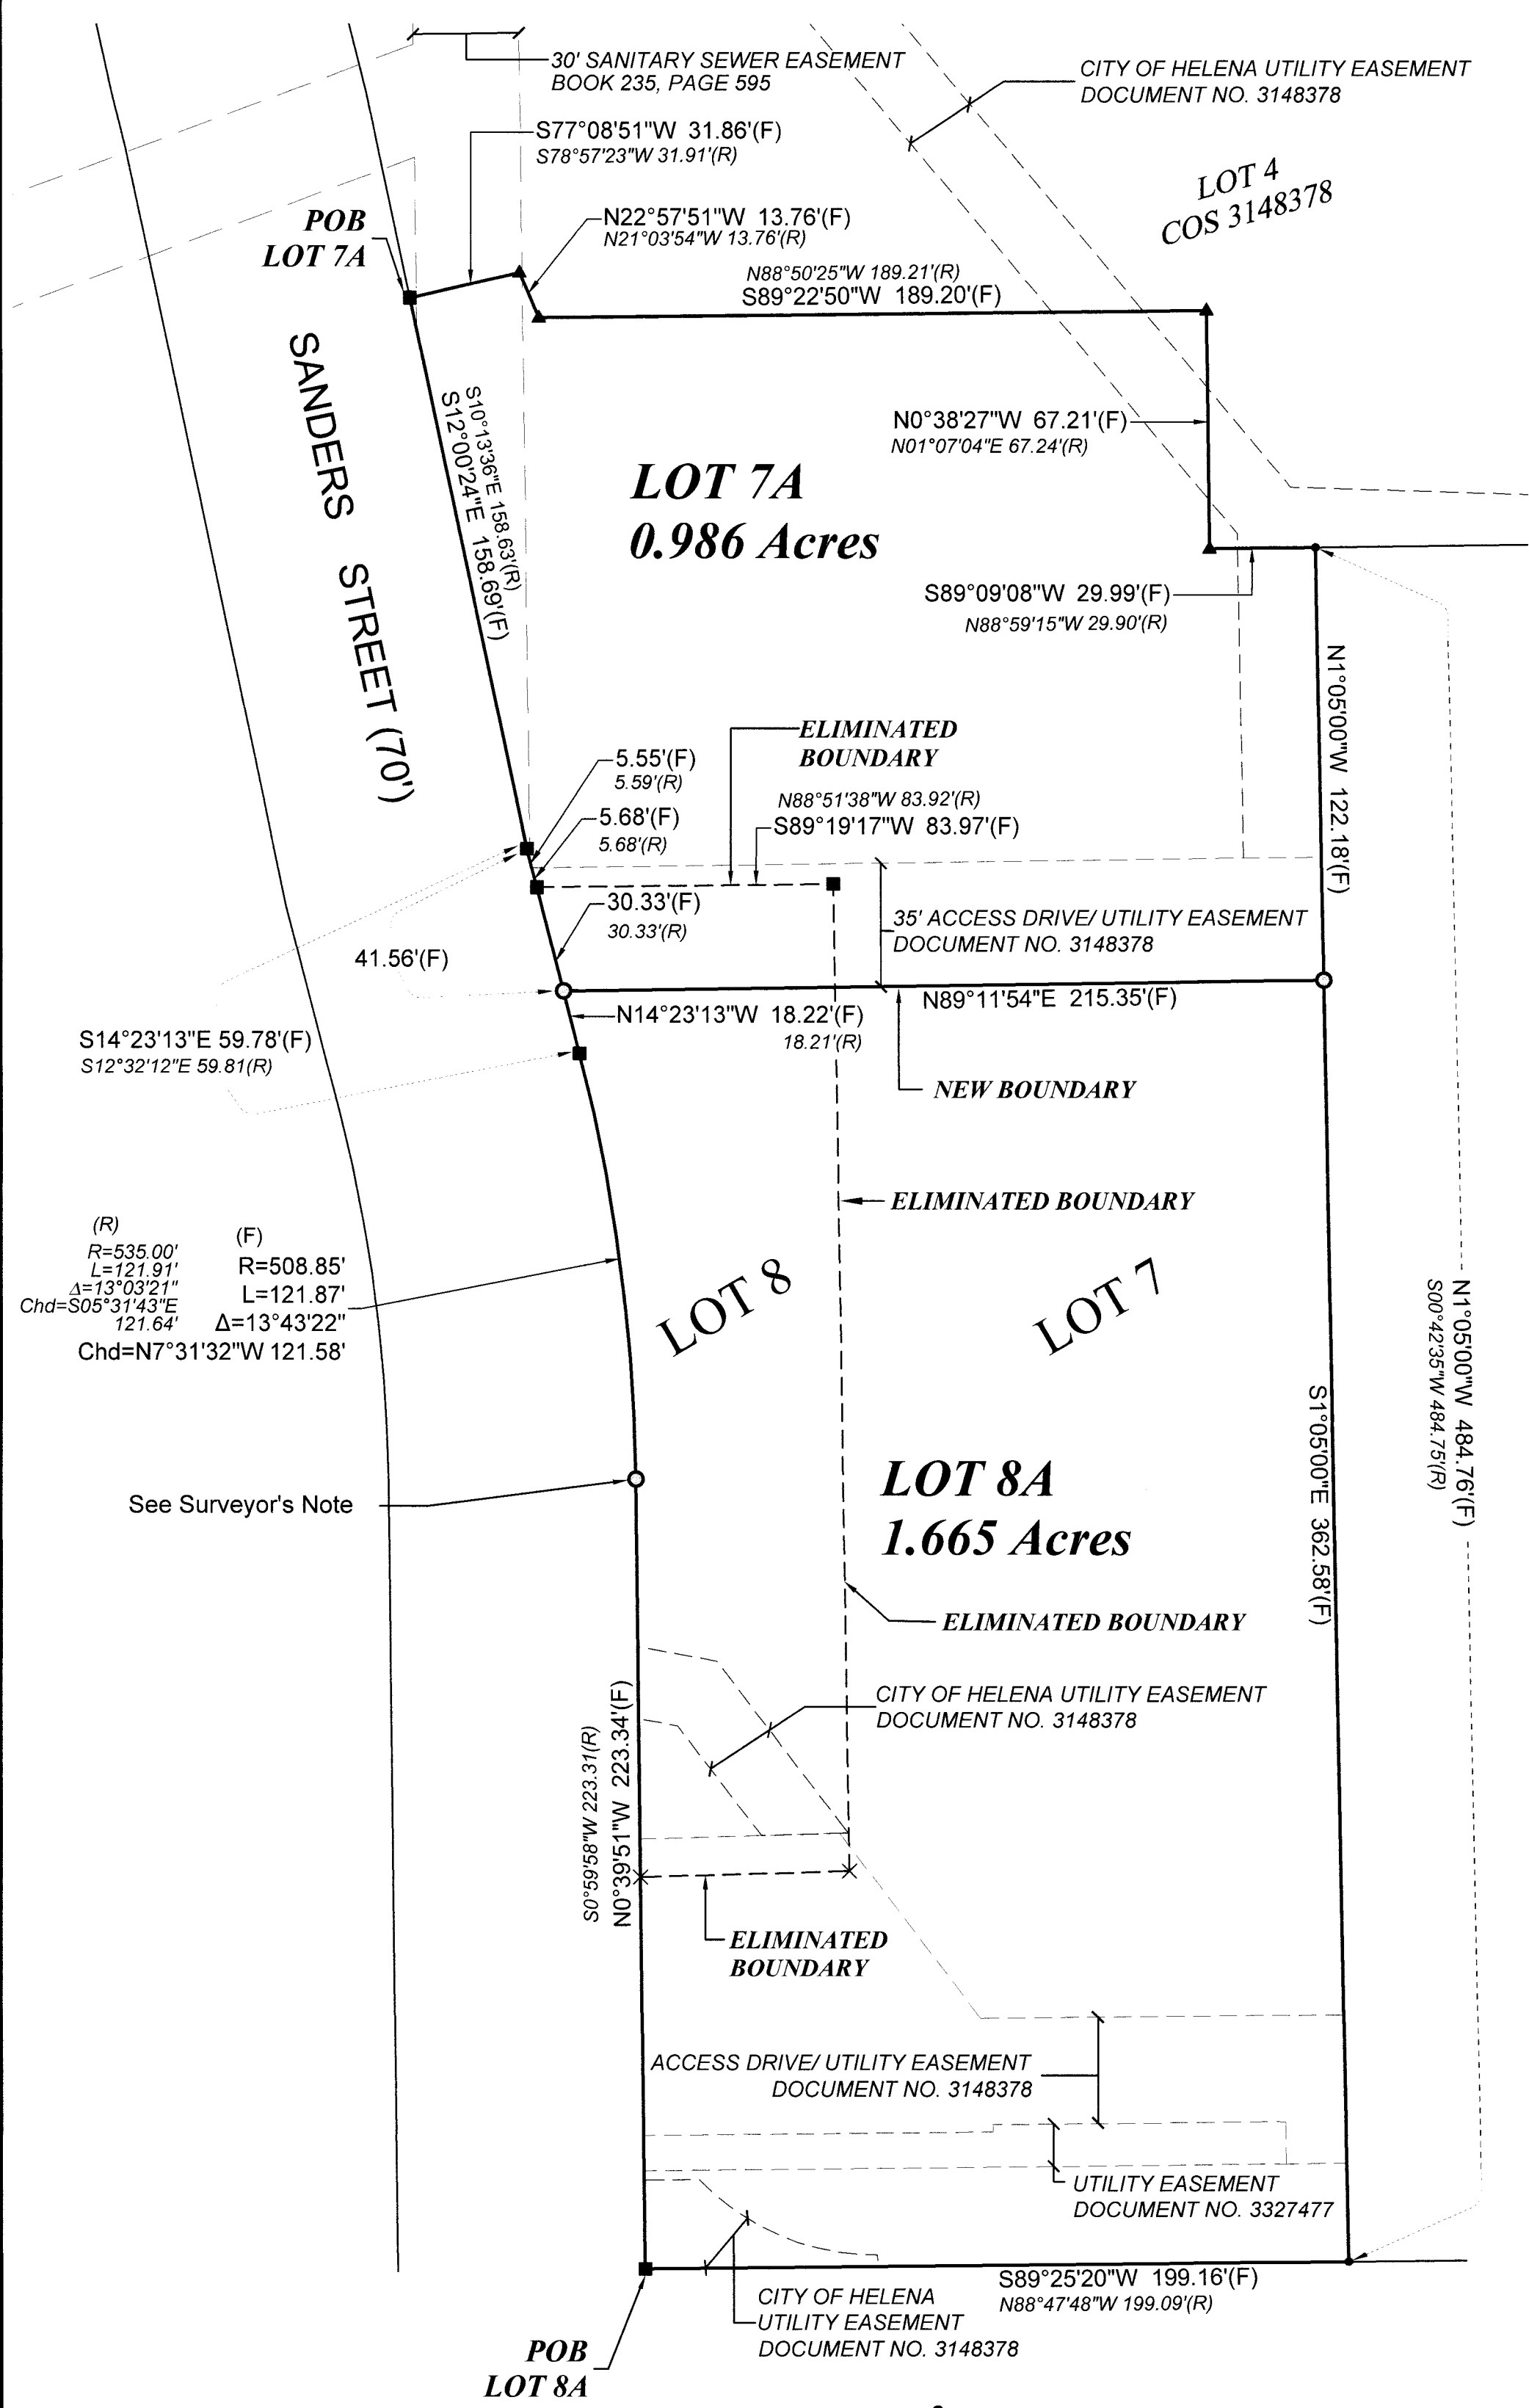 30' SANITARY SEWER EASEMENT
BOOK 235, PAGE 595
CITY OF HELENA UTILITY EASEMENT
DOCUMENT NO. 3148378
S77°08'51"W 31.86'(F)
S78°57'23"W 31.91'(R)
LOT 4
COS 3148378
POB
LOT 7A
N22°57'51"W 13.76'(F)
N21°03'54"W 13.76'(R)
N88°50'25"W 189.21'(R)
S89°22'50"W 189.20'(F)
SANDERS STREET (70')
S10°13'36"E 158.63'(R)
S12°00'24"E 158.69'(F)
N0°38'27"W 67.21'(F)
N01°07'04"E 67.24'(R)
LOT 7A
0.986 Acres
S89°09'08"W 29.99'(F)
N88°59'15"W 29.90'(R)
N1°05'00"W 122.18'(F)
ELIMINATED
BOUNDARY
5.55'(F)
5.59'(R)
N88°51'38"W 83.92'(R)
S89°19'17"W 83.97'(F)
5.68'(F)
5.68'(R)
30.33'(F)
30.33'(R)
35' ACCESS DRIVE/ UTILITY EASEMENT
DOCUMENT NO. 3148378
41.56'(F)
N89°11'54"E 215.35'(F)
N14°23'13"W 18.22'(F)
18.21'(R)
S14°23'13"E 59.78'(F)
S12°32'12"E 59.81(R)
NEW BOUNDARY
ELIMINATED BOUNDARY
(R)
R=535.00'
L=121.91'
Δ=13°03'21"
Chd=S05°31'43"E
121.64'
(F)
R=508.85'
L=121.87'
Δ=13°43'22"
Chd=N7°31'32"W 121.58'
LOT 8
LOT 7
N1°05'00"W 484.76'(F)
S00°42'35"W 484.75'(R)
S1°05'00"E 362.58'(F)
LOT 8A
1.665 Acres
See Surveyor's Note
ELIMINATED BOUNDARY
CITY OF HELENA UTILITY EASEMENT
DOCUMENT NO. 3148378
S0°59'58"W 223.31(R)
N0°39'51"W 223.34'(F)
ELIMINATED
BOUNDARY
ACCESS DRIVE/ UTILITY EASEMENT
DOCUMENT NO. 3148378
UTILITY EASEMENT
DOCUMENT NO. 3327477
S89°25'20"W 199.16'(F)
N88°47'48"W 199.09'(R)
CITY OF HELENA
UTILITY EASEMENT
DOCUMENT NO. 3148378
POB
LOT 8A